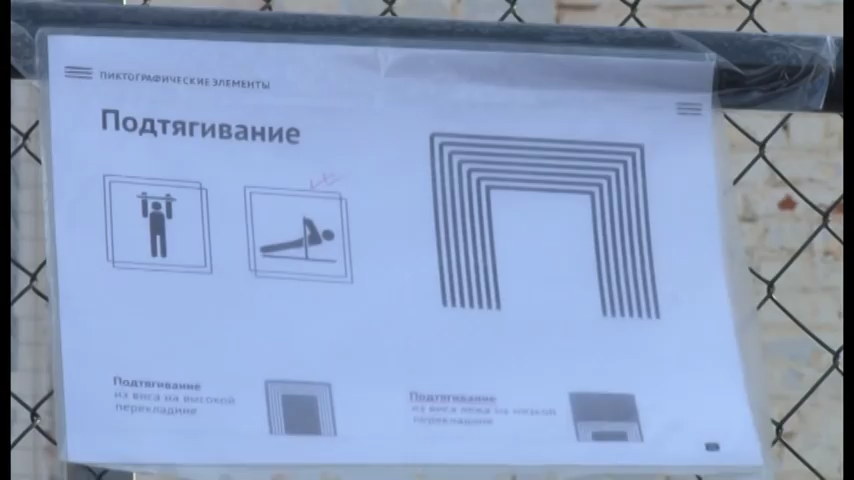 ПИКТОГРАФИЧЕСКИЕ ЭЛЕМЕНТЫ
Подтягивание
Подтягивание
из виса на высокой
перекладине
Подтягивание
из виса лежа на низкой
перекладине